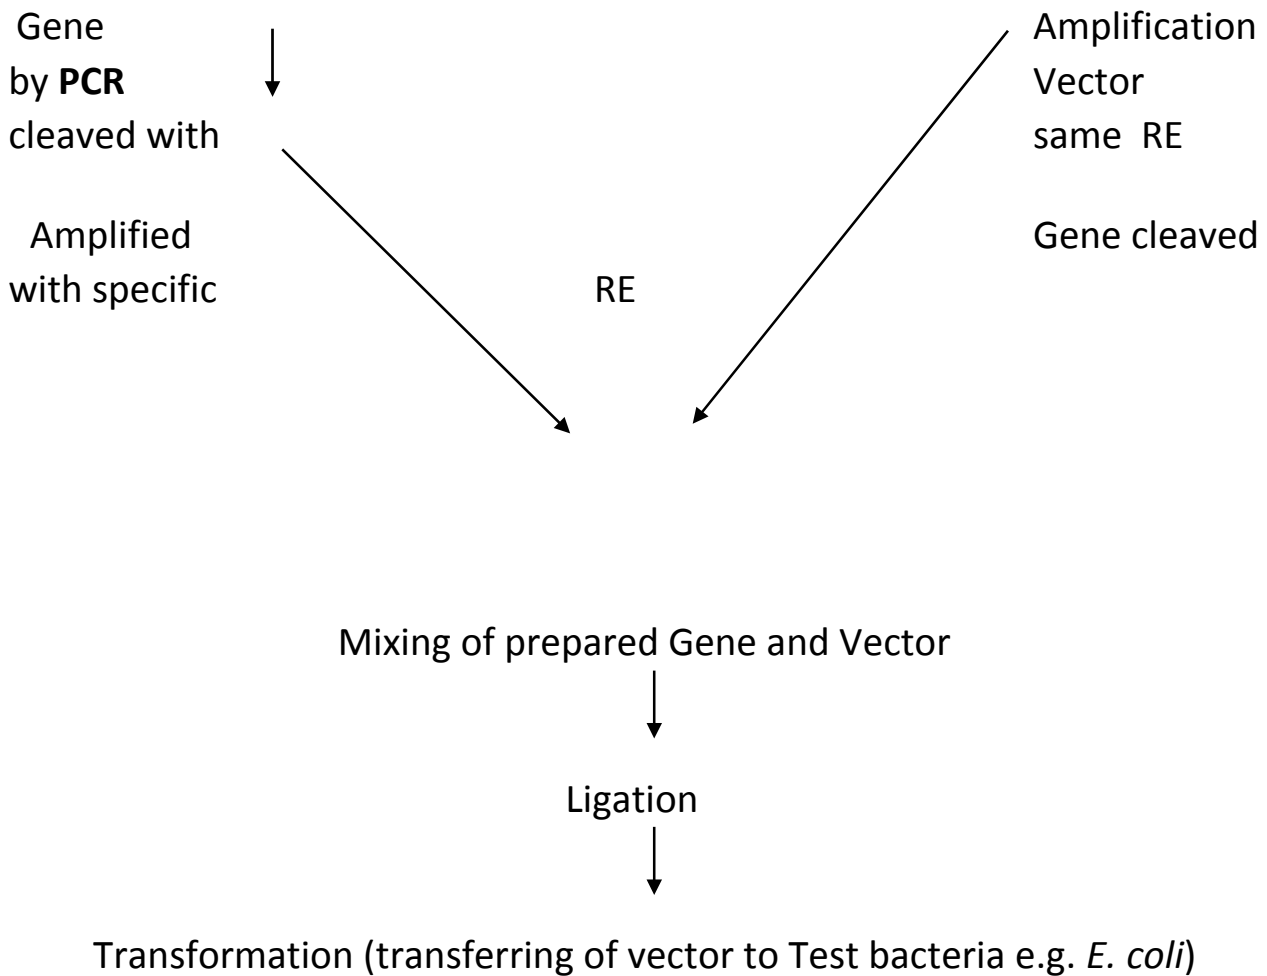 Gene Amplification
by PCR Vector
cleaved with same RE
Amplified Gene cleaved
with specific RE
Mixing of prepared Gene and Vector
Ligation
Transformation (transferring of vector to Test bacteria e.g. E. coli)